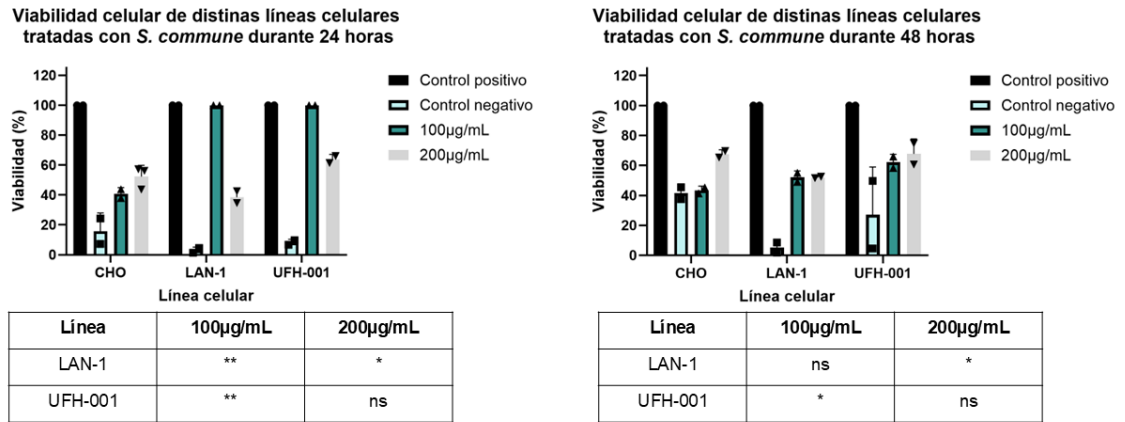 Viabilidad celular de distinas líneas celulares
tratadas con S. commune durante 24 horas
120
100
80
60
40
20
0
Viabilidad (%)
CHO LAN-1 UFH-001
Línea celular
Control positivo
Control negativo
100µg/mL
200µg/mL
Línea 100µg/mL 200µg/mL
LAN-1 ** *
UFH-001 ** ns
Viabilidad celular de distinas líneas celulares
tratadas con S. commune durante 48 horas
120
100
80
60
40
20
0
Viabilidad (%)
CHO LAN-1 UFH-001
Línea celular
Control positivo
Control negativo
100µg/mL
200µg/mL
Línea 100µg/mL 200µg/mL
LAN-1 ns *
UFH-001 * ns